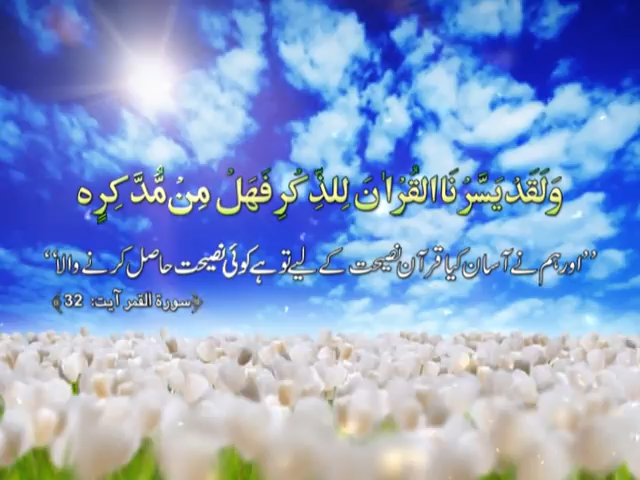 وَلَقَدْ يَسَّرْنَا الْقُرْاٰنَ لِلذِّكْرِ فَهَلْ مِنْ مُّدَّكِرٍ ہ
’’اور ہم نے آسان کیا قرآن نصیحت کے لیے تو ہے کوئی نصیحت حاصل کرنے والا‘‘
﴿سورۃ القمر آیت: 32﴾